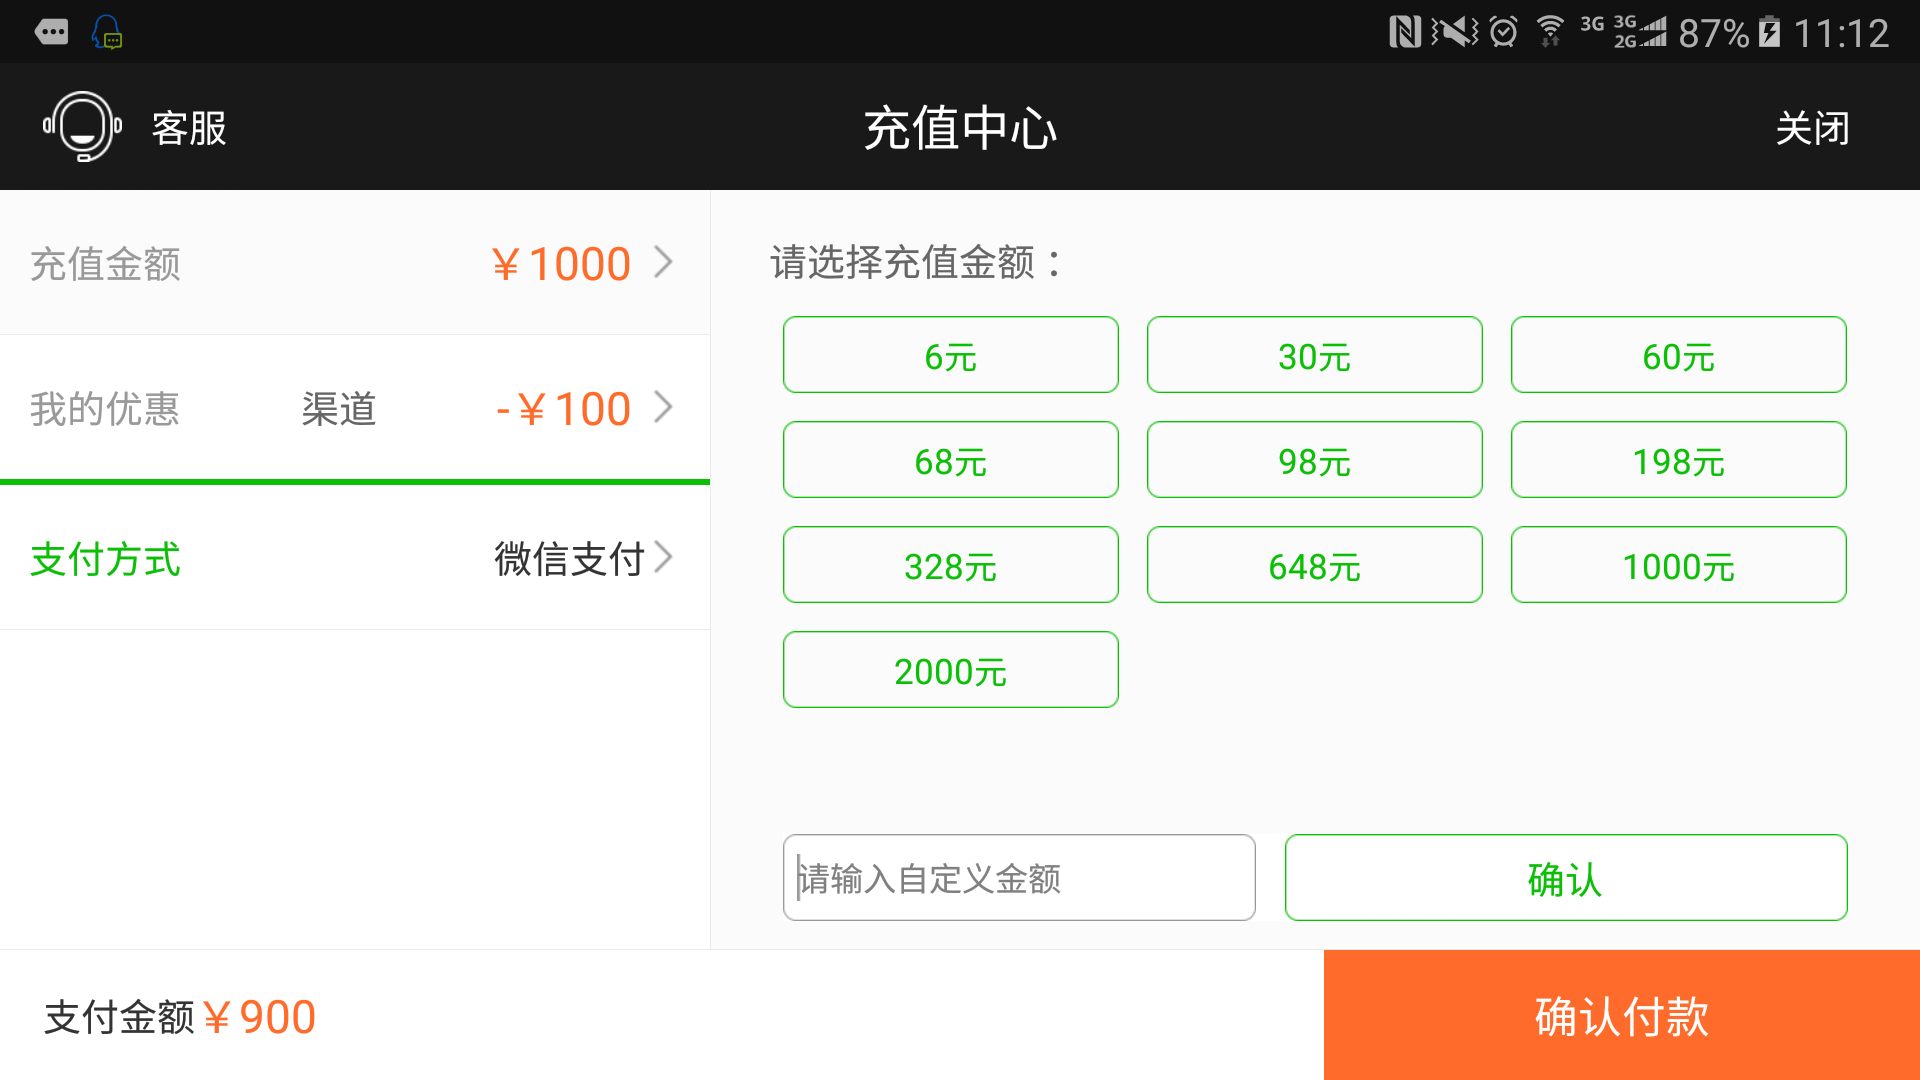 3G 3G 2G 87% 11:12
客服 充值中心 关闭
充值金额 ￥1000
我的优惠 渠道 -￥100
支付方式 微信支付
请选择充值金额：
6元 30元 60元
68元 98元 198元
328元 648元 1000元
2000元
请输入自定义金额 确认
支付金额￥900 确认付款